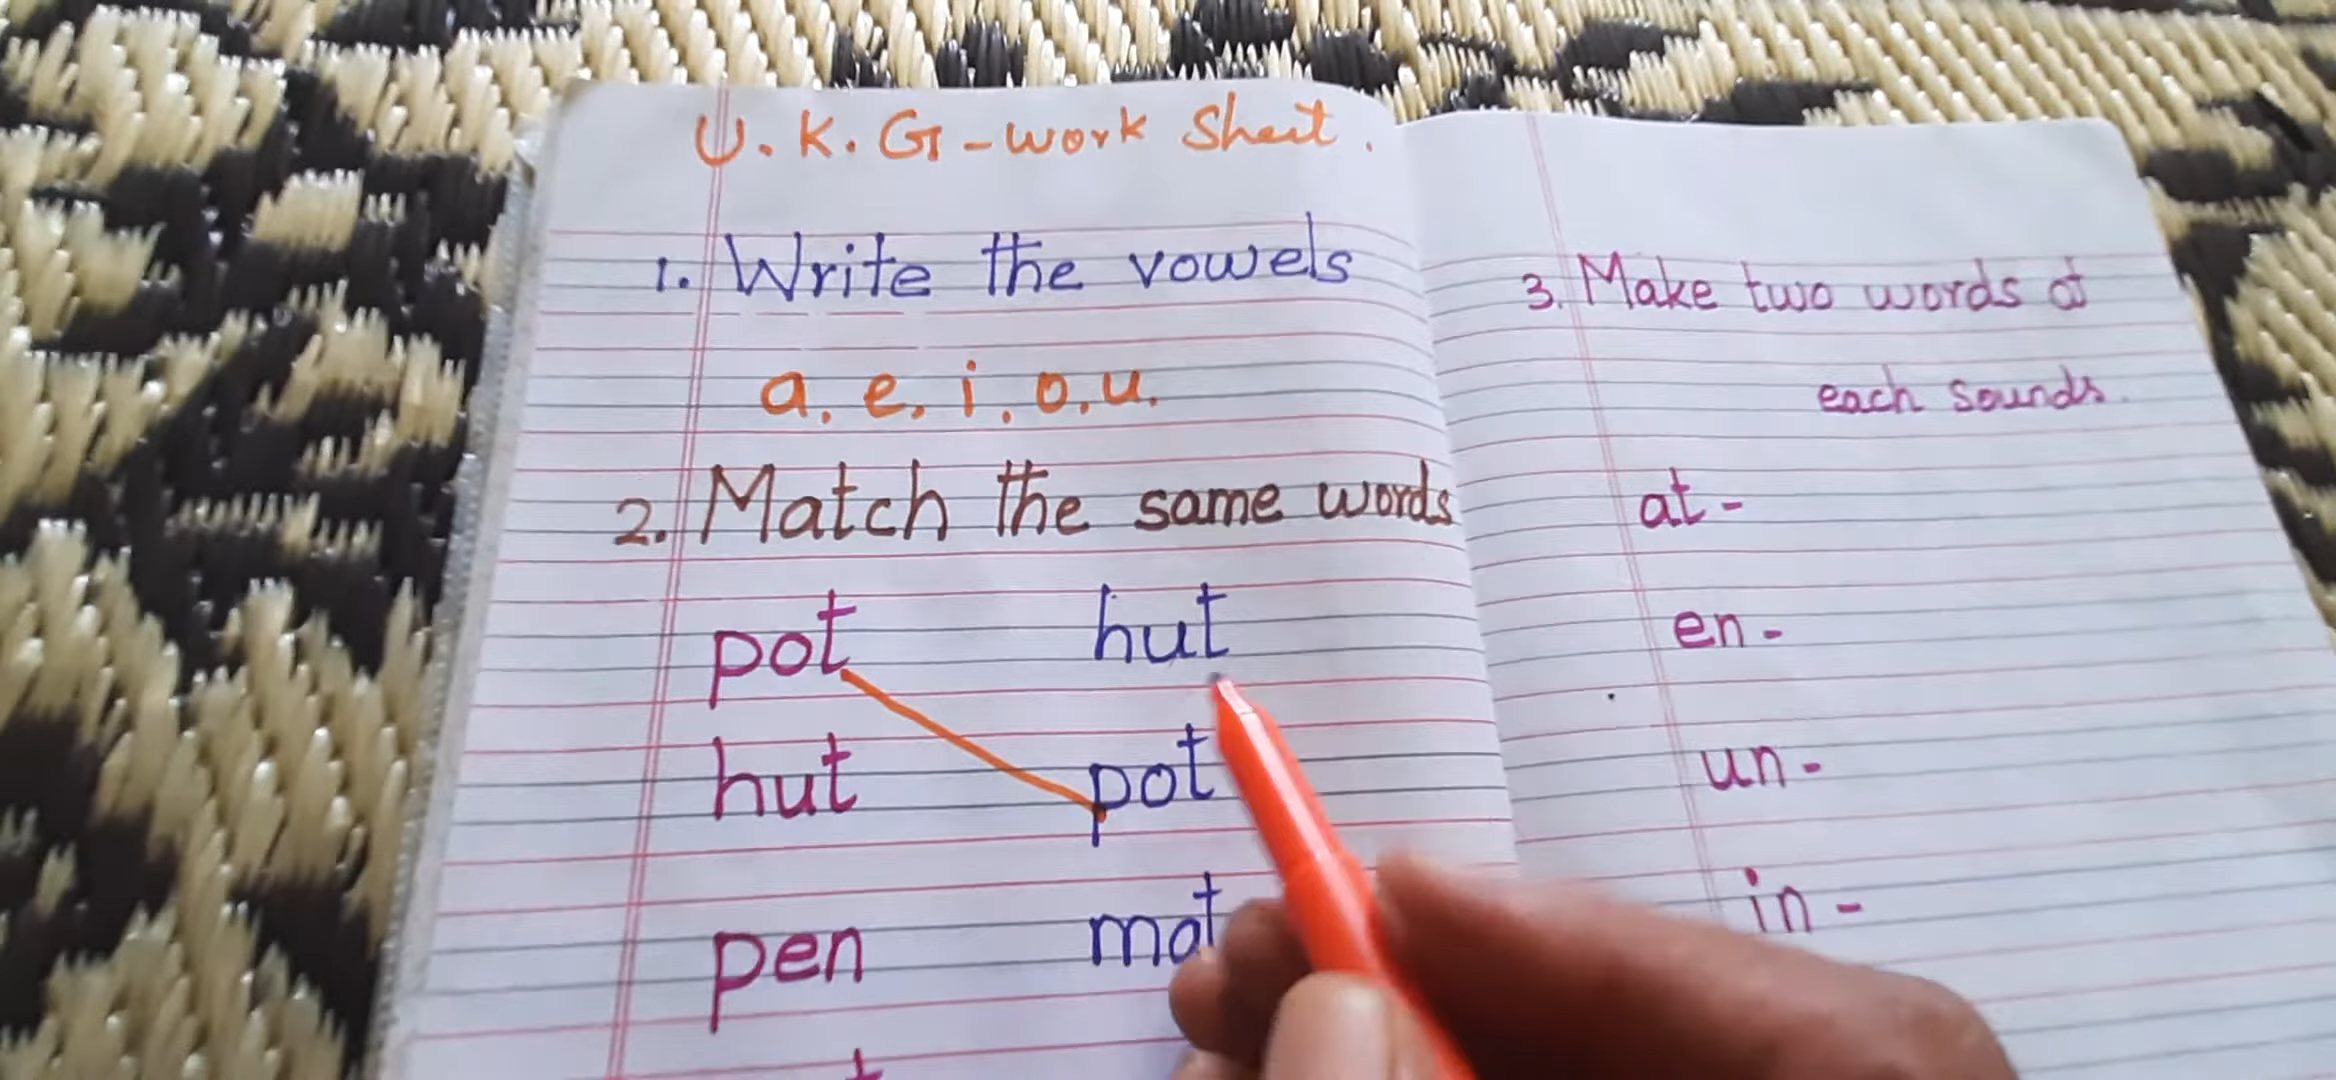 U. K. G - work Sheet.
1. Write the vowels
a. e. i. o. u.
2. Match the same words
pot hut
hut pot
pen mat
3. Make two words of
each sounds.
at -
en -
un -
in -